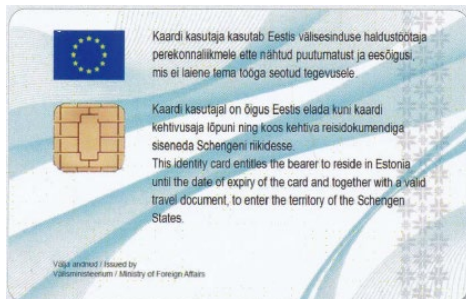 Kaardi kasutaja kasutab Eestis välisesinduse haldustöötaja
perekonnaliikmele ette nähtud puutumatust ja eesõigusi,
mis ei laiene tema tööga seotud tegevusele.
Kaardi kasutajal on õigus Eestis elada kuni kaardi
kehtivusaja lõpuni ning koos kehtiva reisidokumendiga
siseneda Schengeni riikidesse.
This identity card entitles the bearer to reside in Estonia
until the date of expiry of the card and together with a valid
travel document, to enter the territory of the Schengen
States.
Välja andnud / Issued by
Välisministeerium / Ministry of Foreign Affairs